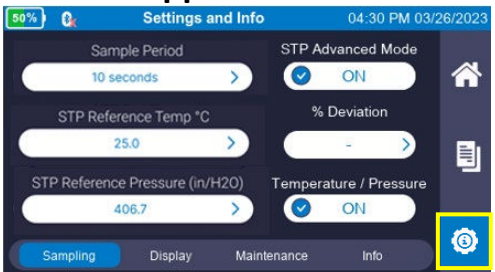 50% Settings and Info 04:30 PM 03/26/2023
Sample Period
10 seconds
STP Advanced Mode
ON
STP Reference Temp °C
25.0
% Deviation
-
STP Reference Pressure (in/H2O)
406.7
Temperature / Pressure
ON
Sampling Display Maintenance Info